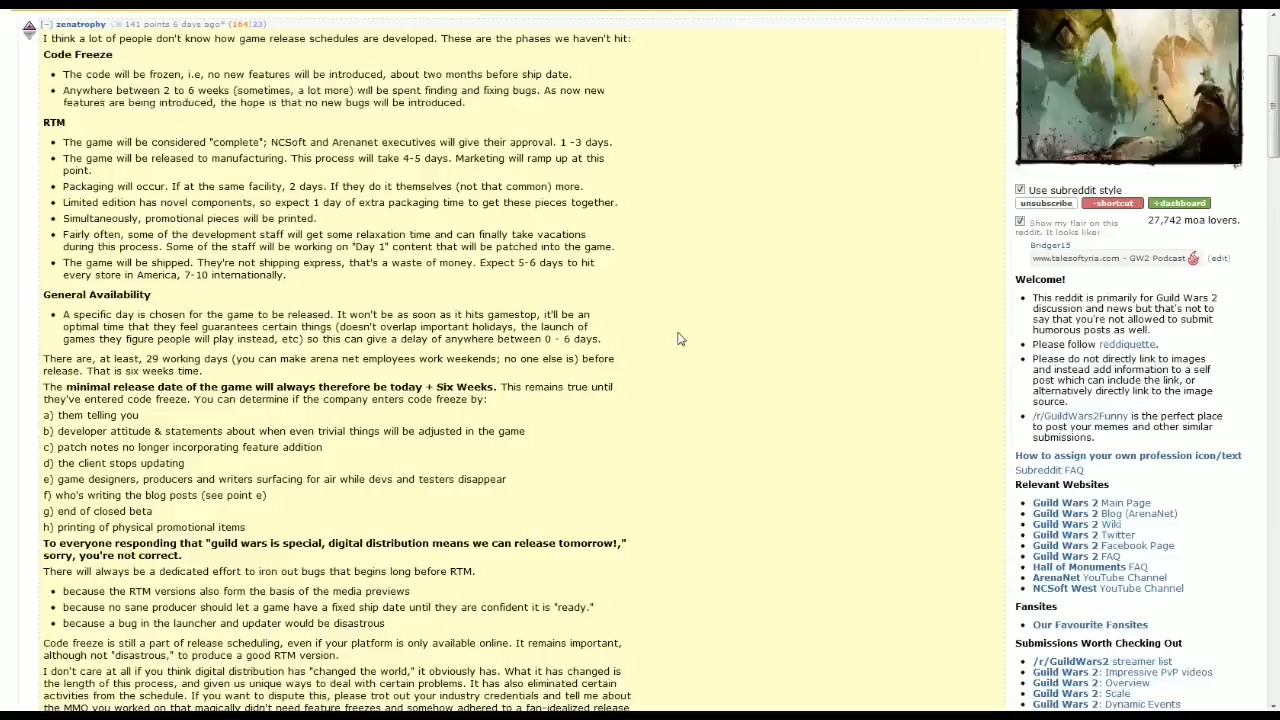 [-] zenatrophy 141 points 6 days ago* (164|23)
I think a lot of people don't know how game release schedules are developed. These are the phases we haven't hit:
Code Freeze
• The code will be frozen, i.e, no new features will be introduced, about two months before ship date.
• Anywhere between 2 to 6 weeks (sometimes, a lot more) will be spent finding and fixing bugs. As now new
features are being introduced, the hope is that no new bugs will be introduced.
RTM
• The game will be considered "complete"; NCSoft and Arenanet executives will give their approval. 1 -3 days.
• The game will be released to manufacturing. This process will take 4-5 days. Marketing will ramp up at this
point.
• Packaging will occur. If at the same facility, 2 days. If they do it themselves (not that common) more.
• Limited edition has novel components, so expect 1 day of extra packaging time to get these pieces together.
• Simultaneously, promotional pieces will be printed.
• Fairly often, some of the development staff will get some relaxation time and can finally take vacations
during this process. Some of the staff will be working on "Day 1" content that will be patched into the game.
• The game will be shipped. They're not shipping express, that's a waste of money. Expect 5-6 days to hit
every store in America, 7-10 internationally.
General Availability
• A specific day is chosen for the game to be released. It won't be as soon as it hits gamestop, it'll be an
optimal time that they feel guarantees certain things (doesn't overlap important holidays, the launch of
games they figure people will play instead, etc) so this can give a delay of anywhere between 0 - 6 days.
There are, at least, 29 working days (you can make arena net employees work weekends; no one else is) before
release. That is six weeks time.
The minimal release date of the game will always therefore be today + Six Weeks. This remains true until
they've entered code freeze. You can determine if the company enters code freeze by:
a) them telling you
b) developer attitude & statements about when even trivial things will be adjusted in the game
c) patch notes no longer incorporating feature addition
d) the client stops updating
e) game designers, producers and writers surfacing for air while devs and testers disappear
f) who's writing the blog posts (see point e)
g) end of closed beta
h) printing of physical promotional items
To everyone responding that "guild wars is special, digital distribution means we can release tomorrow!,"
sorry, you're not correct.
There will always be a dedicated effort to iron out bugs that begins long before RTM.
• because the RTM versions also form the basis of the media previews
• because no sane producer should let a game have a fixed ship date until they are confident it is "ready."
• because a bug in the launcher and updater would be disastrous
Code freeze is still a part of release scheduling, even if your platform is only available online. It remains important,
although not "disastrous," to produce a good RTM version.
I don't care at all if you think digital distribution has "changed the world," it obviously has. What it has changed is
the length of this process, and given us unique ways to deal with certain problems. It has also eliminated certain
activities from the schedule. If you want to dispute this, please trot out your industry credentials and tell me about
the MMO you worked on that magically didn't need feature freezes and somehow adhered to a fan-idealized release
Use subreddit style
unsubscribe -shortcut +dashboard
Show my flair on this
reddit. It looks like:
27,742 moa lovers.
Bridger15
www.talesoftyria.com - GW2 Podcast (edit)
Welcome!
• This reddit is primarily for Guild Wars 2
discussion and news but that's not to
say that you're not allowed to submit
humorous posts as well.
• Please follow reddiquette.
• Please do not directly link to images
and instead add information to a self
post which can include the link, or
alternatively directly link to the image
source.
• /r/GuildWars2Funny is the perfect place
to post your memes and other similar
submissions.
How to assign your own profession icon/text
Subreddit FAQ
Relevant Websites
• Guild Wars 2 Main Page
• Guild Wars 2 Blog (ArenaNet)
• Guild Wars 2 Wiki
• Guild Wars 2 Twitter
• Guild Wars 2 Facebook Page
• Guild Wars 2 FAQ
• Hall of Monuments FAQ
• ArenaNet YouTube Channel
• NCSoft West YouTube Channel
Fansites
• Our Favourite Fansites
Submissions Worth Checking Out
• /r/GuildWars2 streamer list
• Guild Wars 2: Impressive PvP videos
• Guild Wars 2: Overview
• Guild Wars 2: Scale
• Guild Wars 2: Dynamic Events